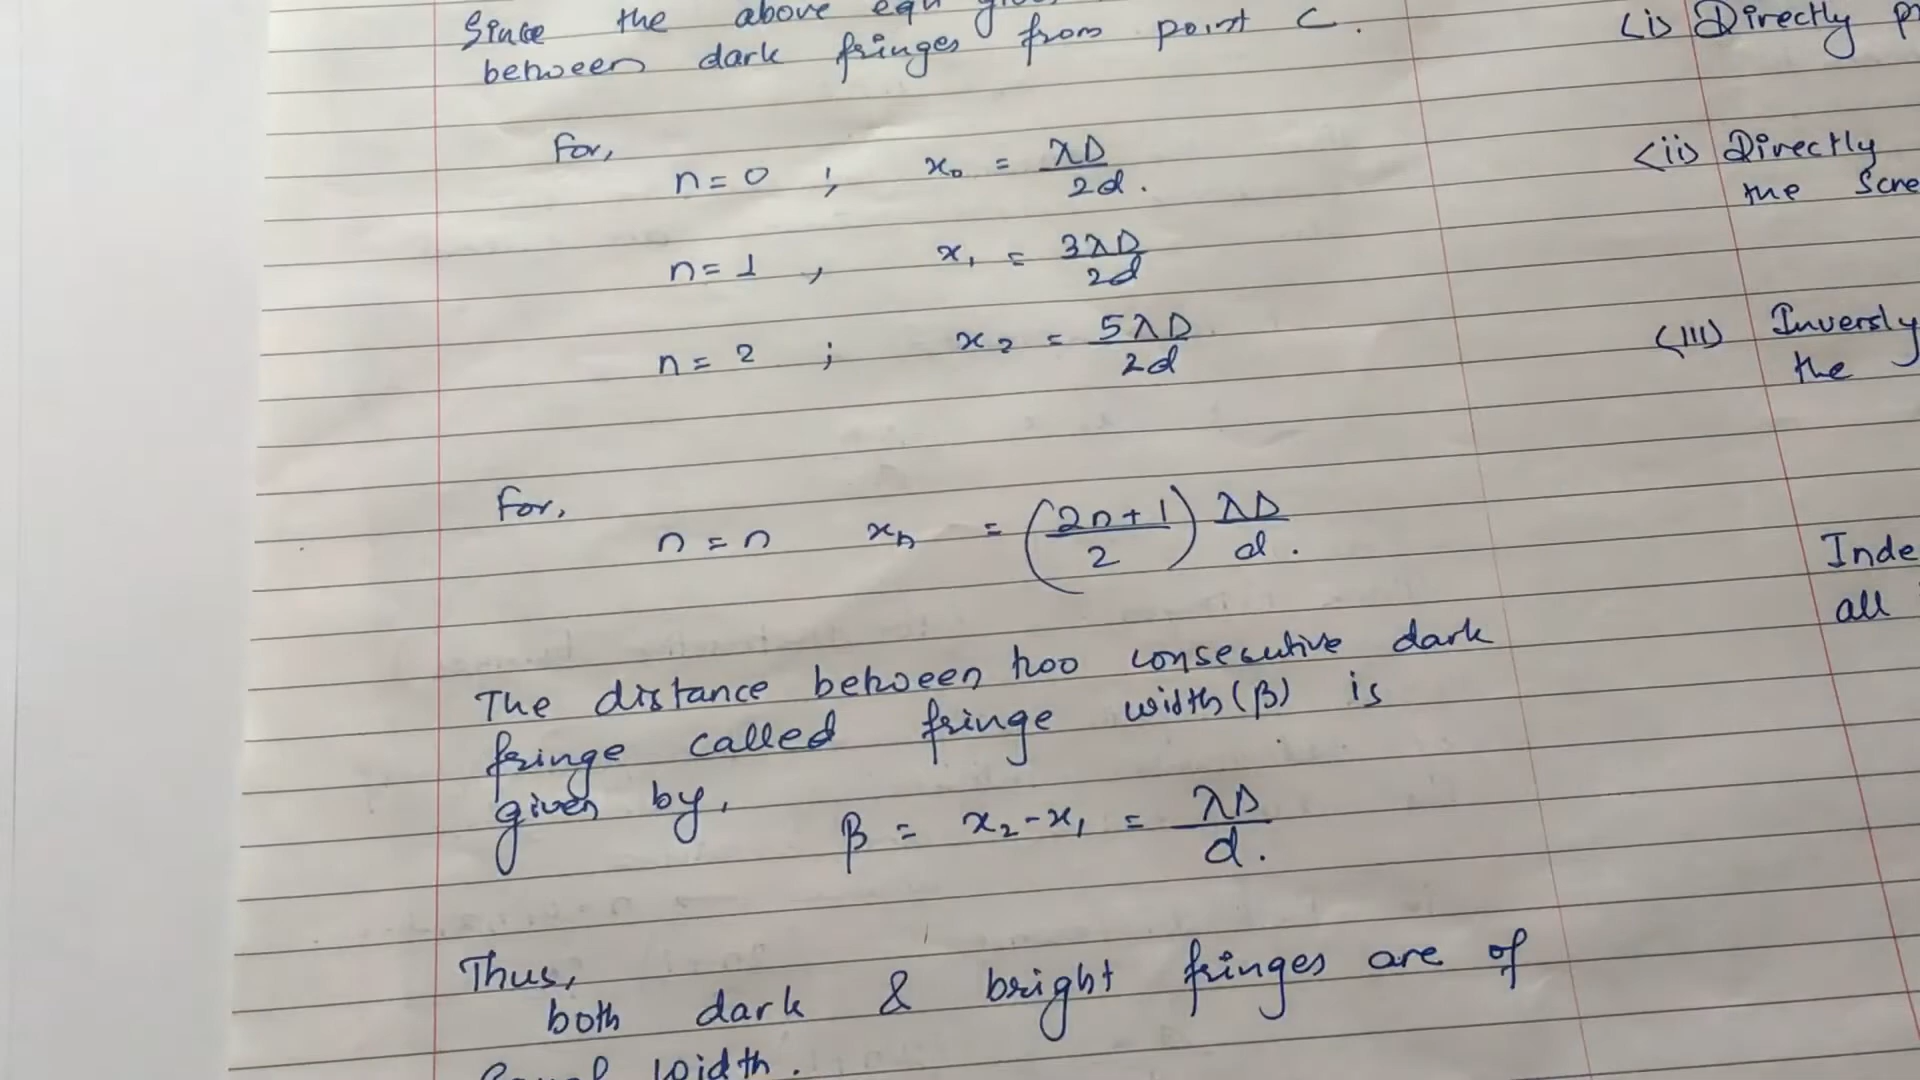 Since the above equ
between dark fringes from point C.
for,
n = 0 ; x₀ = λD/2d.
n = 1 , x₁ = 3λD/2d
n = 2 ; x₂ = 5λD/2d
for,
n = n xₙ = ((2n+1)/2) λD/d.
The distance between two consecutive dark
fringe called fringe width (β) is
given by,
β = x₂ - x₁ = λD/d.
Thus,
both dark & bright fringes are of
width.
(i) Directly
(ii) Directly
the Scre
(III) Inversly
the
Inde
all